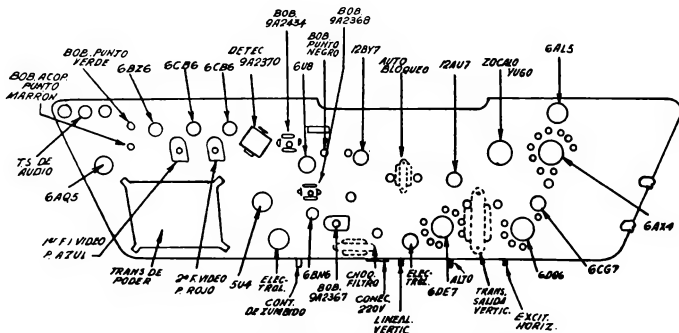 BOB.
9A2434
BOB.
9A2368
BOB. PUNTO
VERDE
6BZ6
6CB6
6CB6
DETEC
9A2370
6U8
BOB.
PUNTO
NEGRO
12BY7
AUTO
BLOQUEO
12AU7
ZOCALO
YUGO
6AL5
BOB. ACOP.
PUNTO
MARRON
T.S. DE
AUDIO
6AQ5
1ª F I VIDEO
P. AZUL
TRANS DE
PODER
2ª F. VIDEO
P. ROJO
5U4
ELEC-
TROL.
CONT.
DE ZUMBIDO
6BN6
BOB.
9A2367
CHOQ.
FILTRO
CONEC.
220V
LINEAL.
VERTIC.
ELEC-
TROL.
6DE7
ALTO
TRANS.
SALIDA
VERTIC.
EXCIT.
HORIZ.
6DQ6
6CG7
6AX4